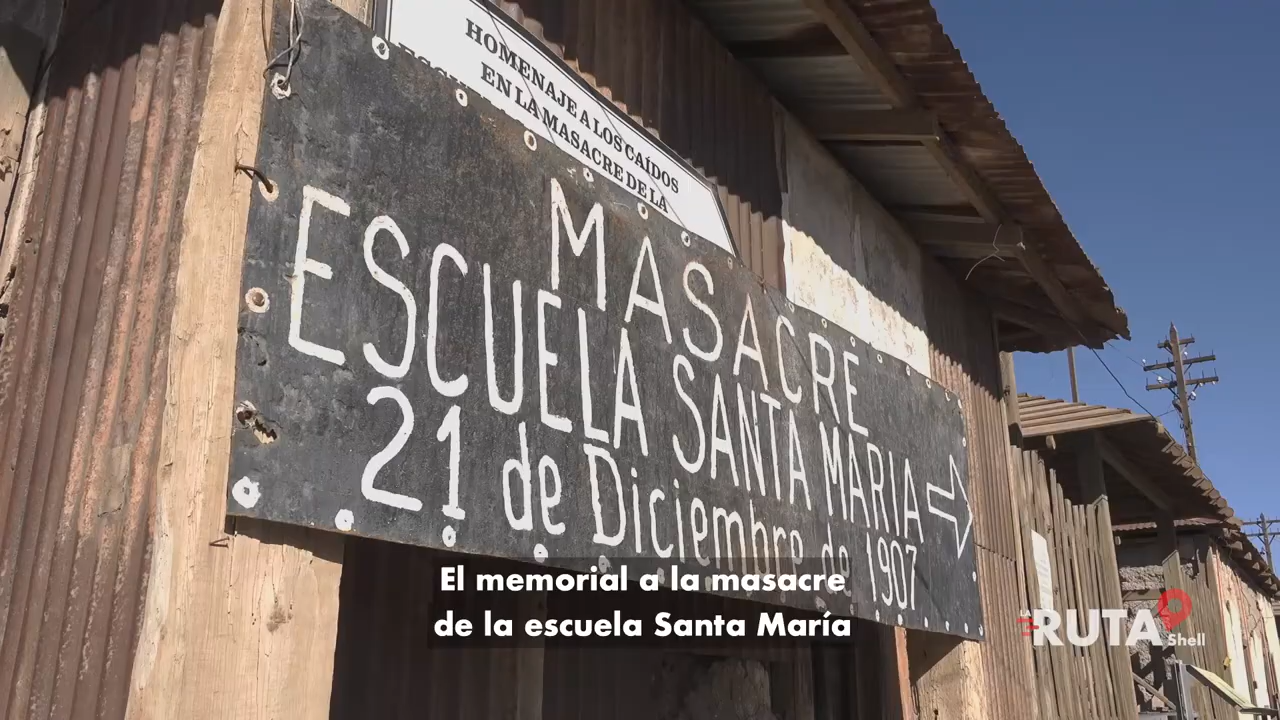 HOMENAJE A LOS CAÍDOS
EN LA MASACRE DE LA
MASACRE
ESCUELA SANTA MARIA
21 de Diciembre de 1907
El memorial a la masacre
de la escuela Santa María
LA
RUTA
Shell